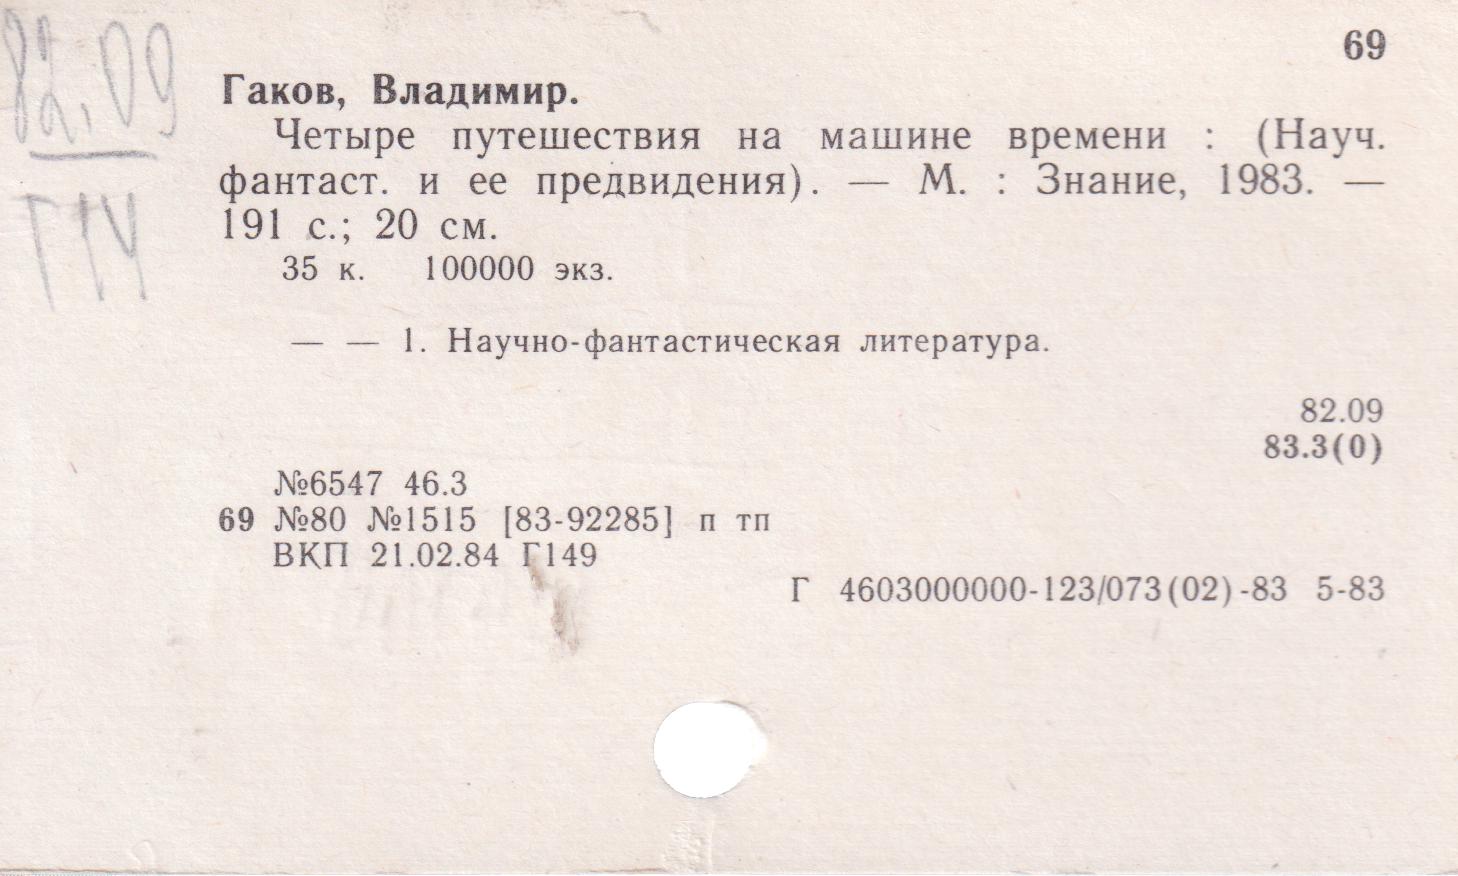 69
82.09
Г14
Гаков, Владимир.
Четыре путешествия на машине времени : (Науч.
фантаст. и ее предвидения). — М. : Знание, 1983. —
191 с.; 20 см.
35 к. 100000 экз.
— — 1. Научно-фантастическая литература.
82.09
83.3(0)
№6547 46.3
69 №80 №1515 [83-92285] п тп
ВКП 21.02.84 Г149
Г 4603000000-123/073(02)-83 5-83